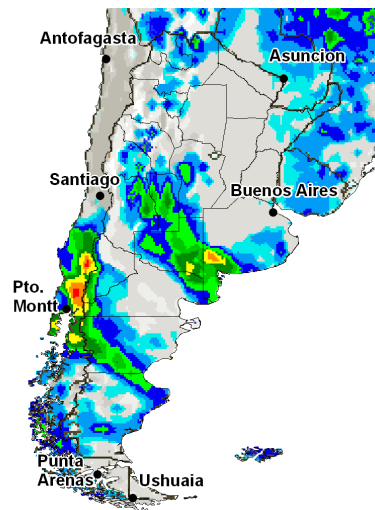 Antofagasta
Asuncion
Santiago
Buenos Aires
Pto.
Montt
Punta
Arenas
Ushuaia